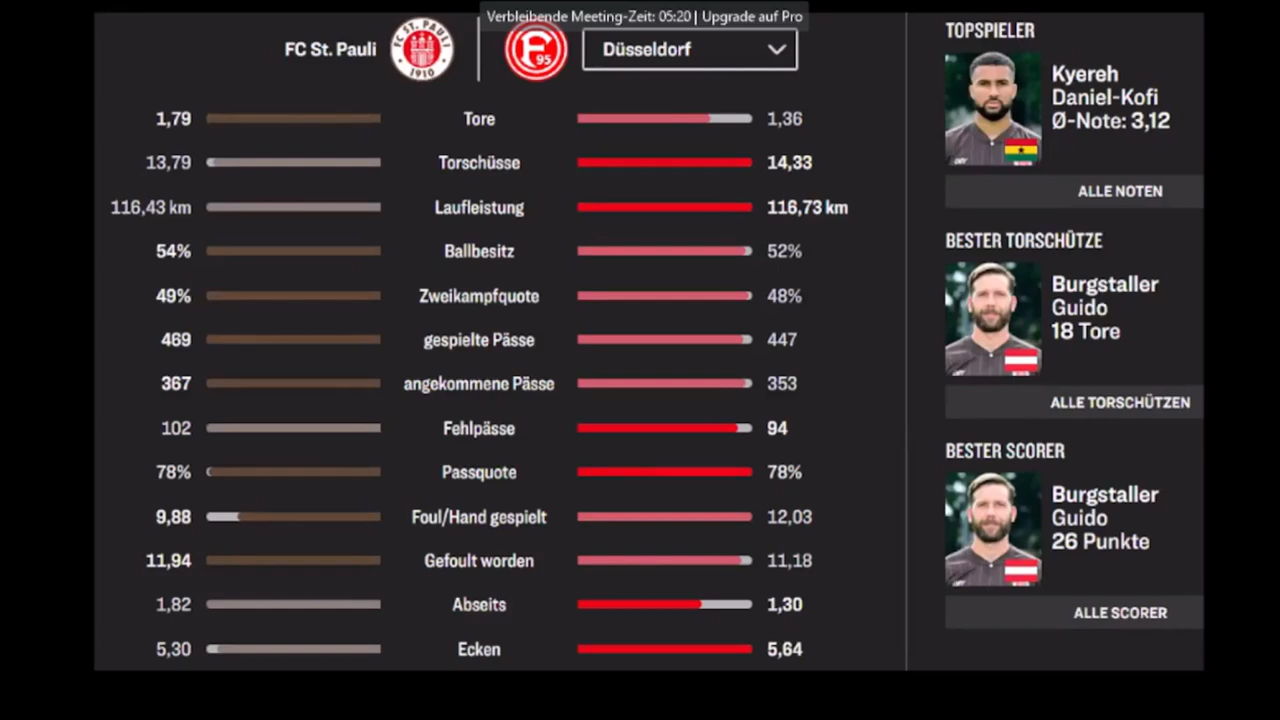 Verbleibende Meeting-Zeit: 05:20 | Upgrade auf Pro
FC St. Pauli
FC ST. PAULI
1910
F
95
Düsseldorf
1,79 Tore 1,36
13,79 Torschüsse 14,33
116,43 km Laufleistung 116,73 km
54% Ballbesitz 52%
49% Zweikampfquote 48%
469 gespielte Pässe 447
367 angekommene Pässe 353
102 Fehlpässe 94
78% Passquote 78%
9,88 Foul/Hand gespielt 12,03
11,94 Gefoult worden 11,18
1,82 Abseits 1,30
5,30 Ecken 5,64
TOPSPIELER
Kyereh
Daniel-Kofi
Ø-Note: 3,12
ALLE NOTEN
BESTER TORSCHÜTZE
Burgstaller
Guido
18 Tore
ALLE TORSCHÜTZEN
BESTER SCORER
Burgstaller
Guido
26 Punkte
ALLE SCORER